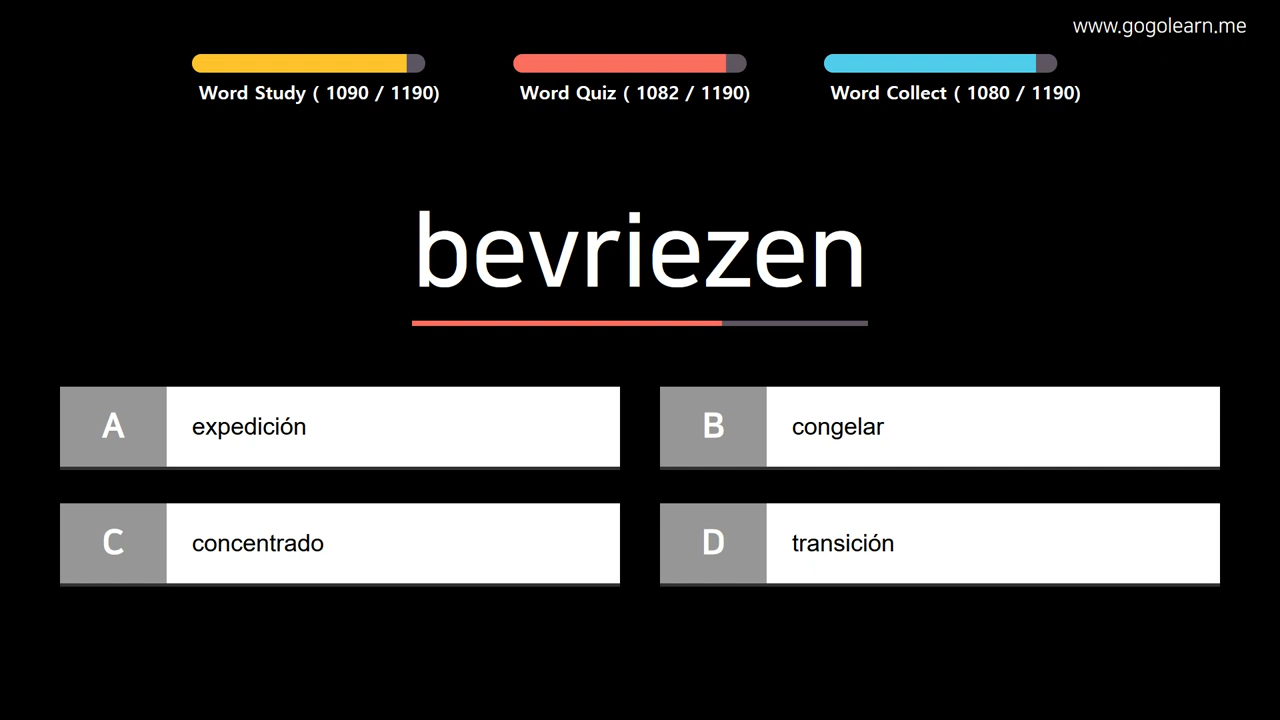 www.gogolearn.me
Word Study ( 1090 / 1190)
Word Quiz ( 1082 / 1190)
Word Collect ( 1080 / 1190)
bevriezen
A expedición
B congelar
C concentrado
D transición